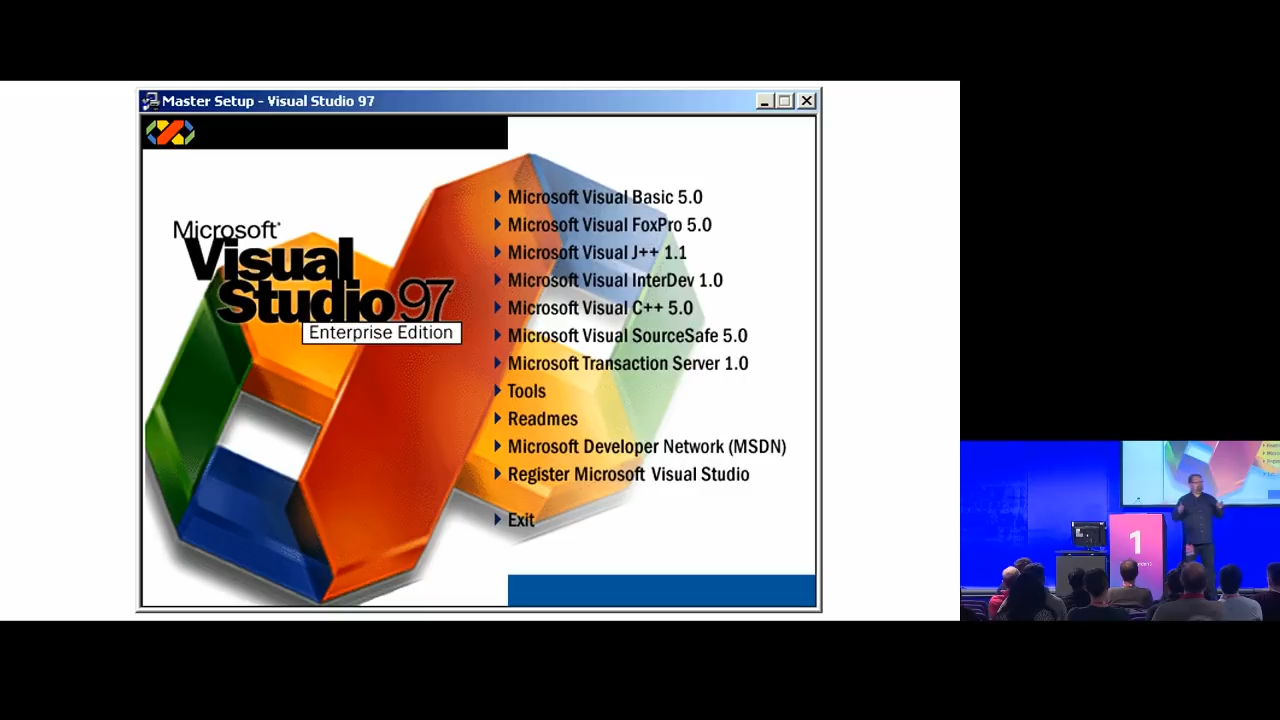 Master Setup - Visual Studio 97
Microsoft
Visual
Studio 97
Enterprise Edition
Microsoft Visual Basic 5.0
Microsoft Visual FoxPro 5.0
Microsoft Visual J++ 1.1
Microsoft Visual InterDev 1.0
Microsoft Visual C++ 5.0
Microsoft Visual SourceSafe 5.0
Microsoft Transaction Server 1.0
Tools
Readmes
Microsoft Developer Network (MSDN)
Register Microsoft Visual Studio
Exit
1